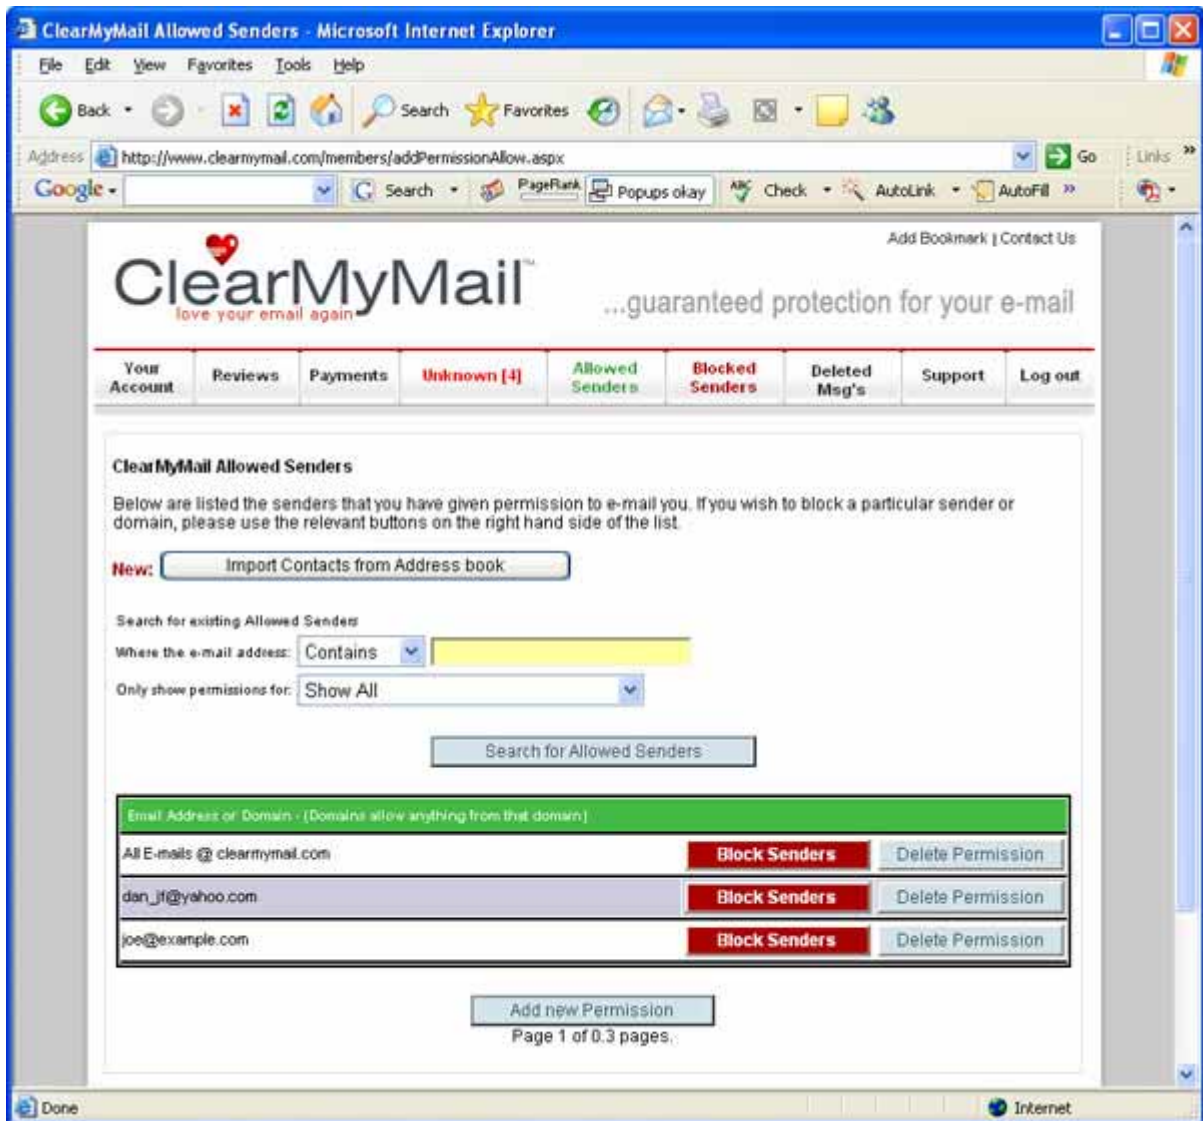 ClearMyMail Allowed Senders - Microsoft Internet Explorer
File Edit View Favorites Tools Help
Back Search Favorites
Address http://www.clearmymail.com/members/addPermissionAllow.aspx Go Links »
Google Search PageRank Popups okay ABC Check AutoLink AutoFill »
Add Bookmark | Contact Us
ClearMyMail™
love your email again
...guaranteed protection for your e-mail
Your Account Reviews Payments Unknown [4] Allowed Senders Blocked Senders Deleted Msg's Support Log out
ClearMyMail Allowed Senders
Below are listed the senders that you have given permission to e-mail you. If you wish to block a particular sender or
domain, please use the relevant buttons on the right hand side of the list.
New: Import Contacts from Address book
Search for existing Allowed Senders
Where the e-mail address: Contains
Only show permissions for: Show All
Search for Allowed Senders
Email Address or Domain - (Domains allow anything from that domain)
All E-mails @ clearmymail.com Block Senders Delete Permission
dan_jf@yahoo.com Block Senders Delete Permission
joe@example.com Block Senders Delete Permission
Add new Permission
Page 1 of 0.3 pages.
Done Internet